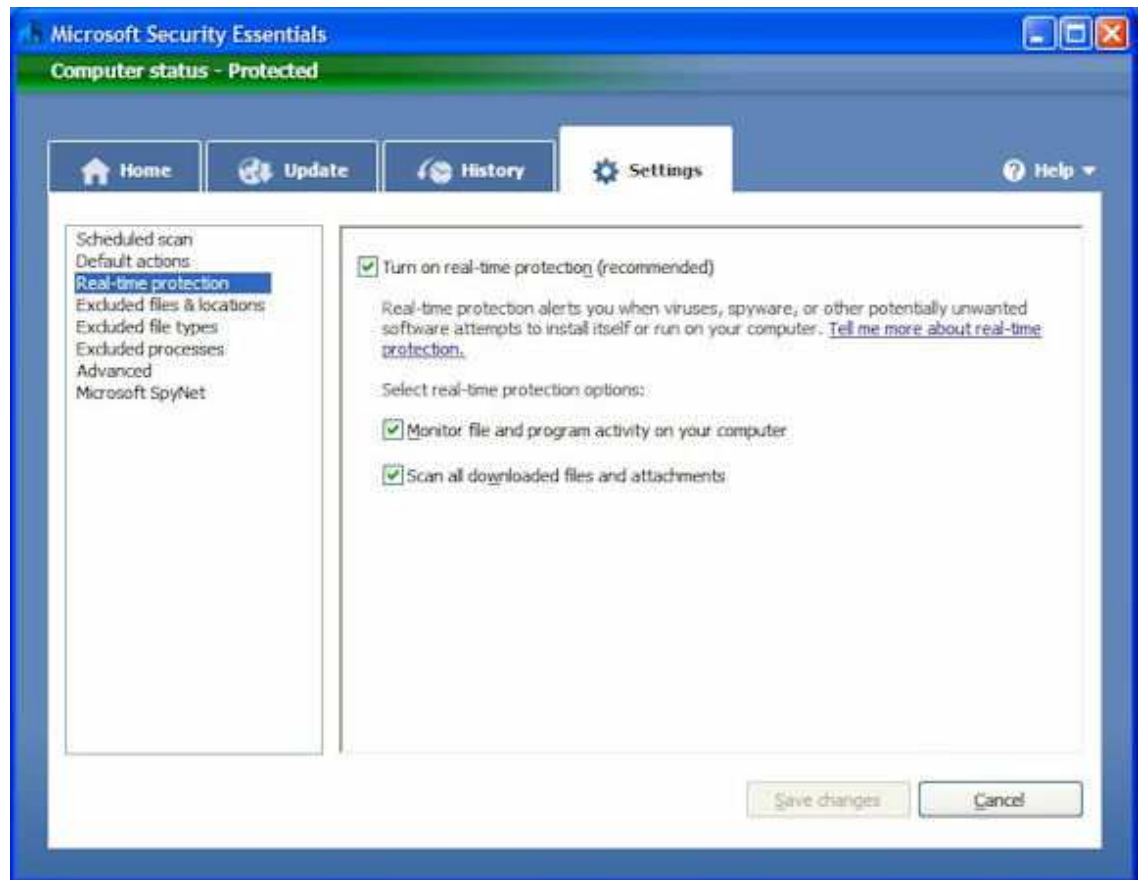 Microsoft Security Essentials
Computer status - Protected
Home
Update
History
Settings
Help
Scheduled scan
Default actions
Real-time protection
Excluded files & locations
Excluded file types
Excluded processes
Advanced
Microsoft SpyNet
Turn on real-time protection (recommended)
Real-time protection alerts you when viruses, spyware, or other potentially unwanted
software attempts to install itself or run on your computer. Tell me more about real-time
protection.
Select real-time protection options:
Monitor file and program activity on your computer
Scan all downloaded files and attachments
Save changes
Cancel